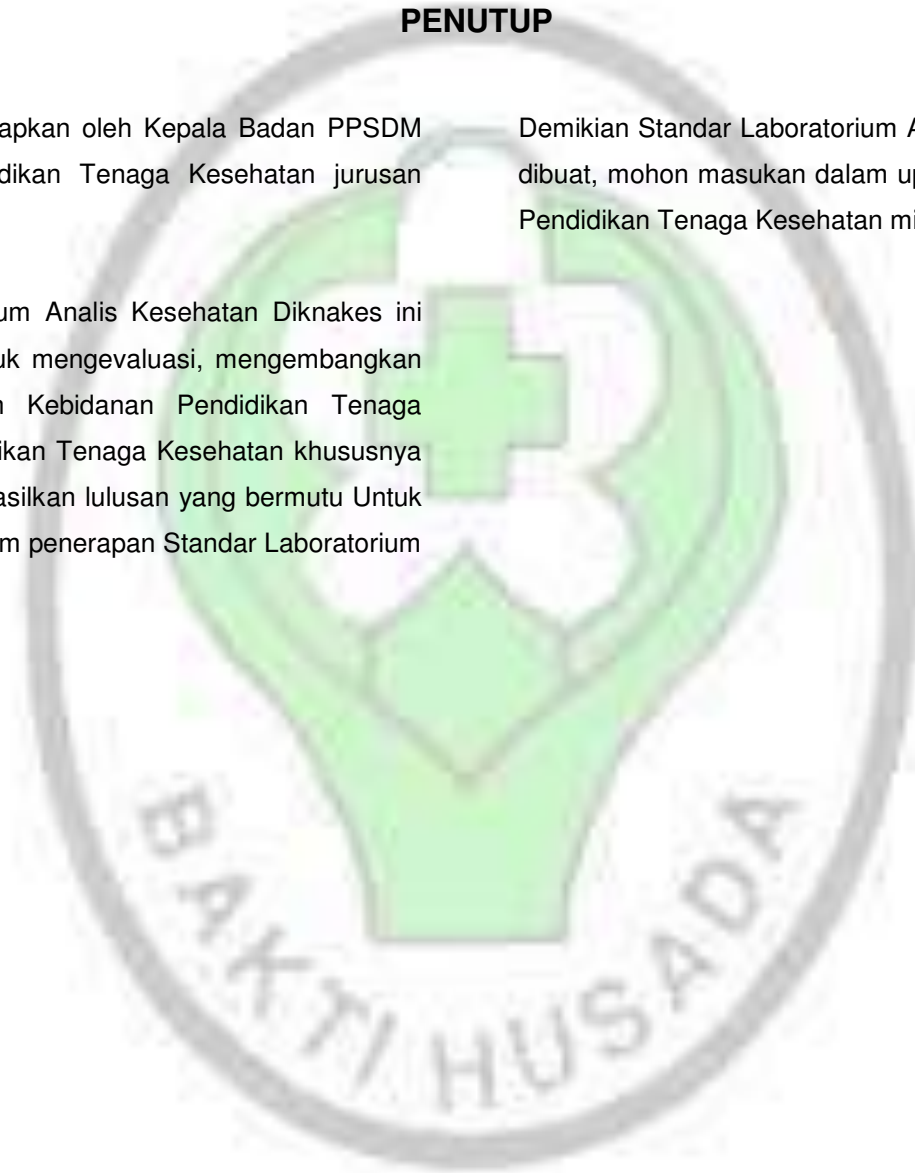 PENUTUP
apkan oleh Kepala Badan PPSDM
dikan Tenaga Kesehatan jurusan
um Analis Kesehatan Diknakes ini
uk mengevaluasi, mengembangkan
n Kebidanan Pendidikan Tenaga
ikan Tenaga Kesehatan khususnya
asilkan lulusan yang bermutu Untuk
m penerapan Standar Laboratorium
Demikian Standar Laboratorium A
dibuat, mohon masukan dalam up
Pendidikan Tenaga Kesehatan mi
BAKTI HUSADA